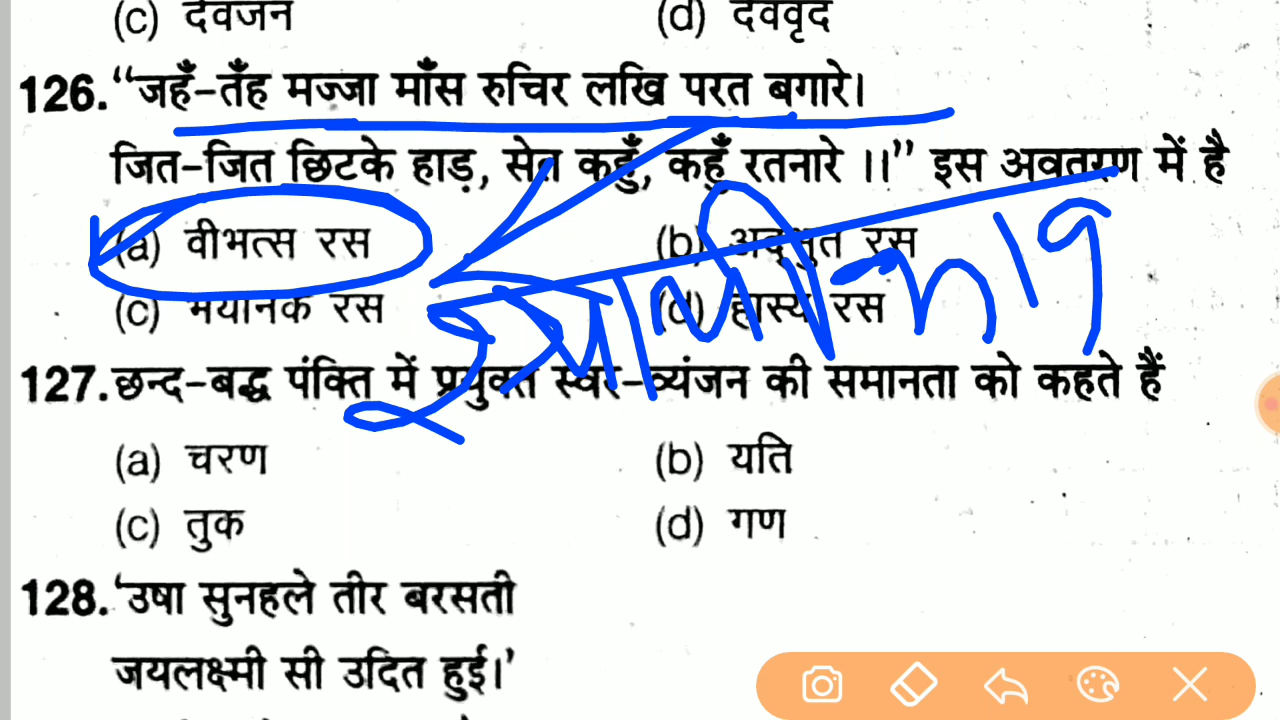 (c) देवजन (d) देववृंद
126. “जहँ-तँह मज्जा माँस रुचिर लखि परत बगारे।
जित-जित छिटके हाड़, सेत कहुँ, कहुँ रतनारे ।।” इस अवतरण में है
(a) वीभत्स रस (b) अद्भुत रस
(c) भयानक रस (d) हास्य रस
127. छन्द-बद्ध पंक्ति में प्रयुक्त स्वर-व्यंजन की समानता को कहते हैं
(a) चरण (b) यति
(c) तुक (d) गण
128. ‘उषा सुनहले तीर बरसती
जयलक्ष्मी सी उदित हुई।’